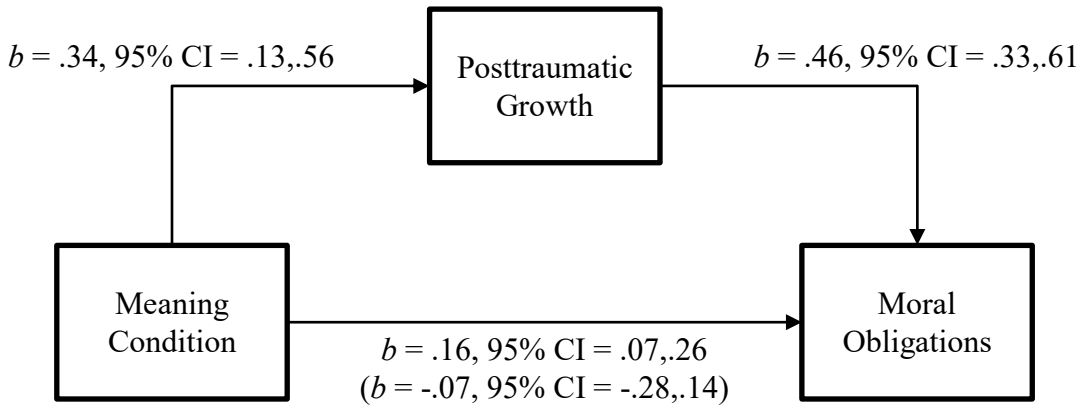 b = .34, 95% CI = .13,.56
Posttraumatic
Growth
b = .46, 95% CI = .33,.61
Meaning
Condition
b = .16, 95% CI = .07,.26
(b = -.07, 95% CI = -.28,.14)
Moral
Obligations